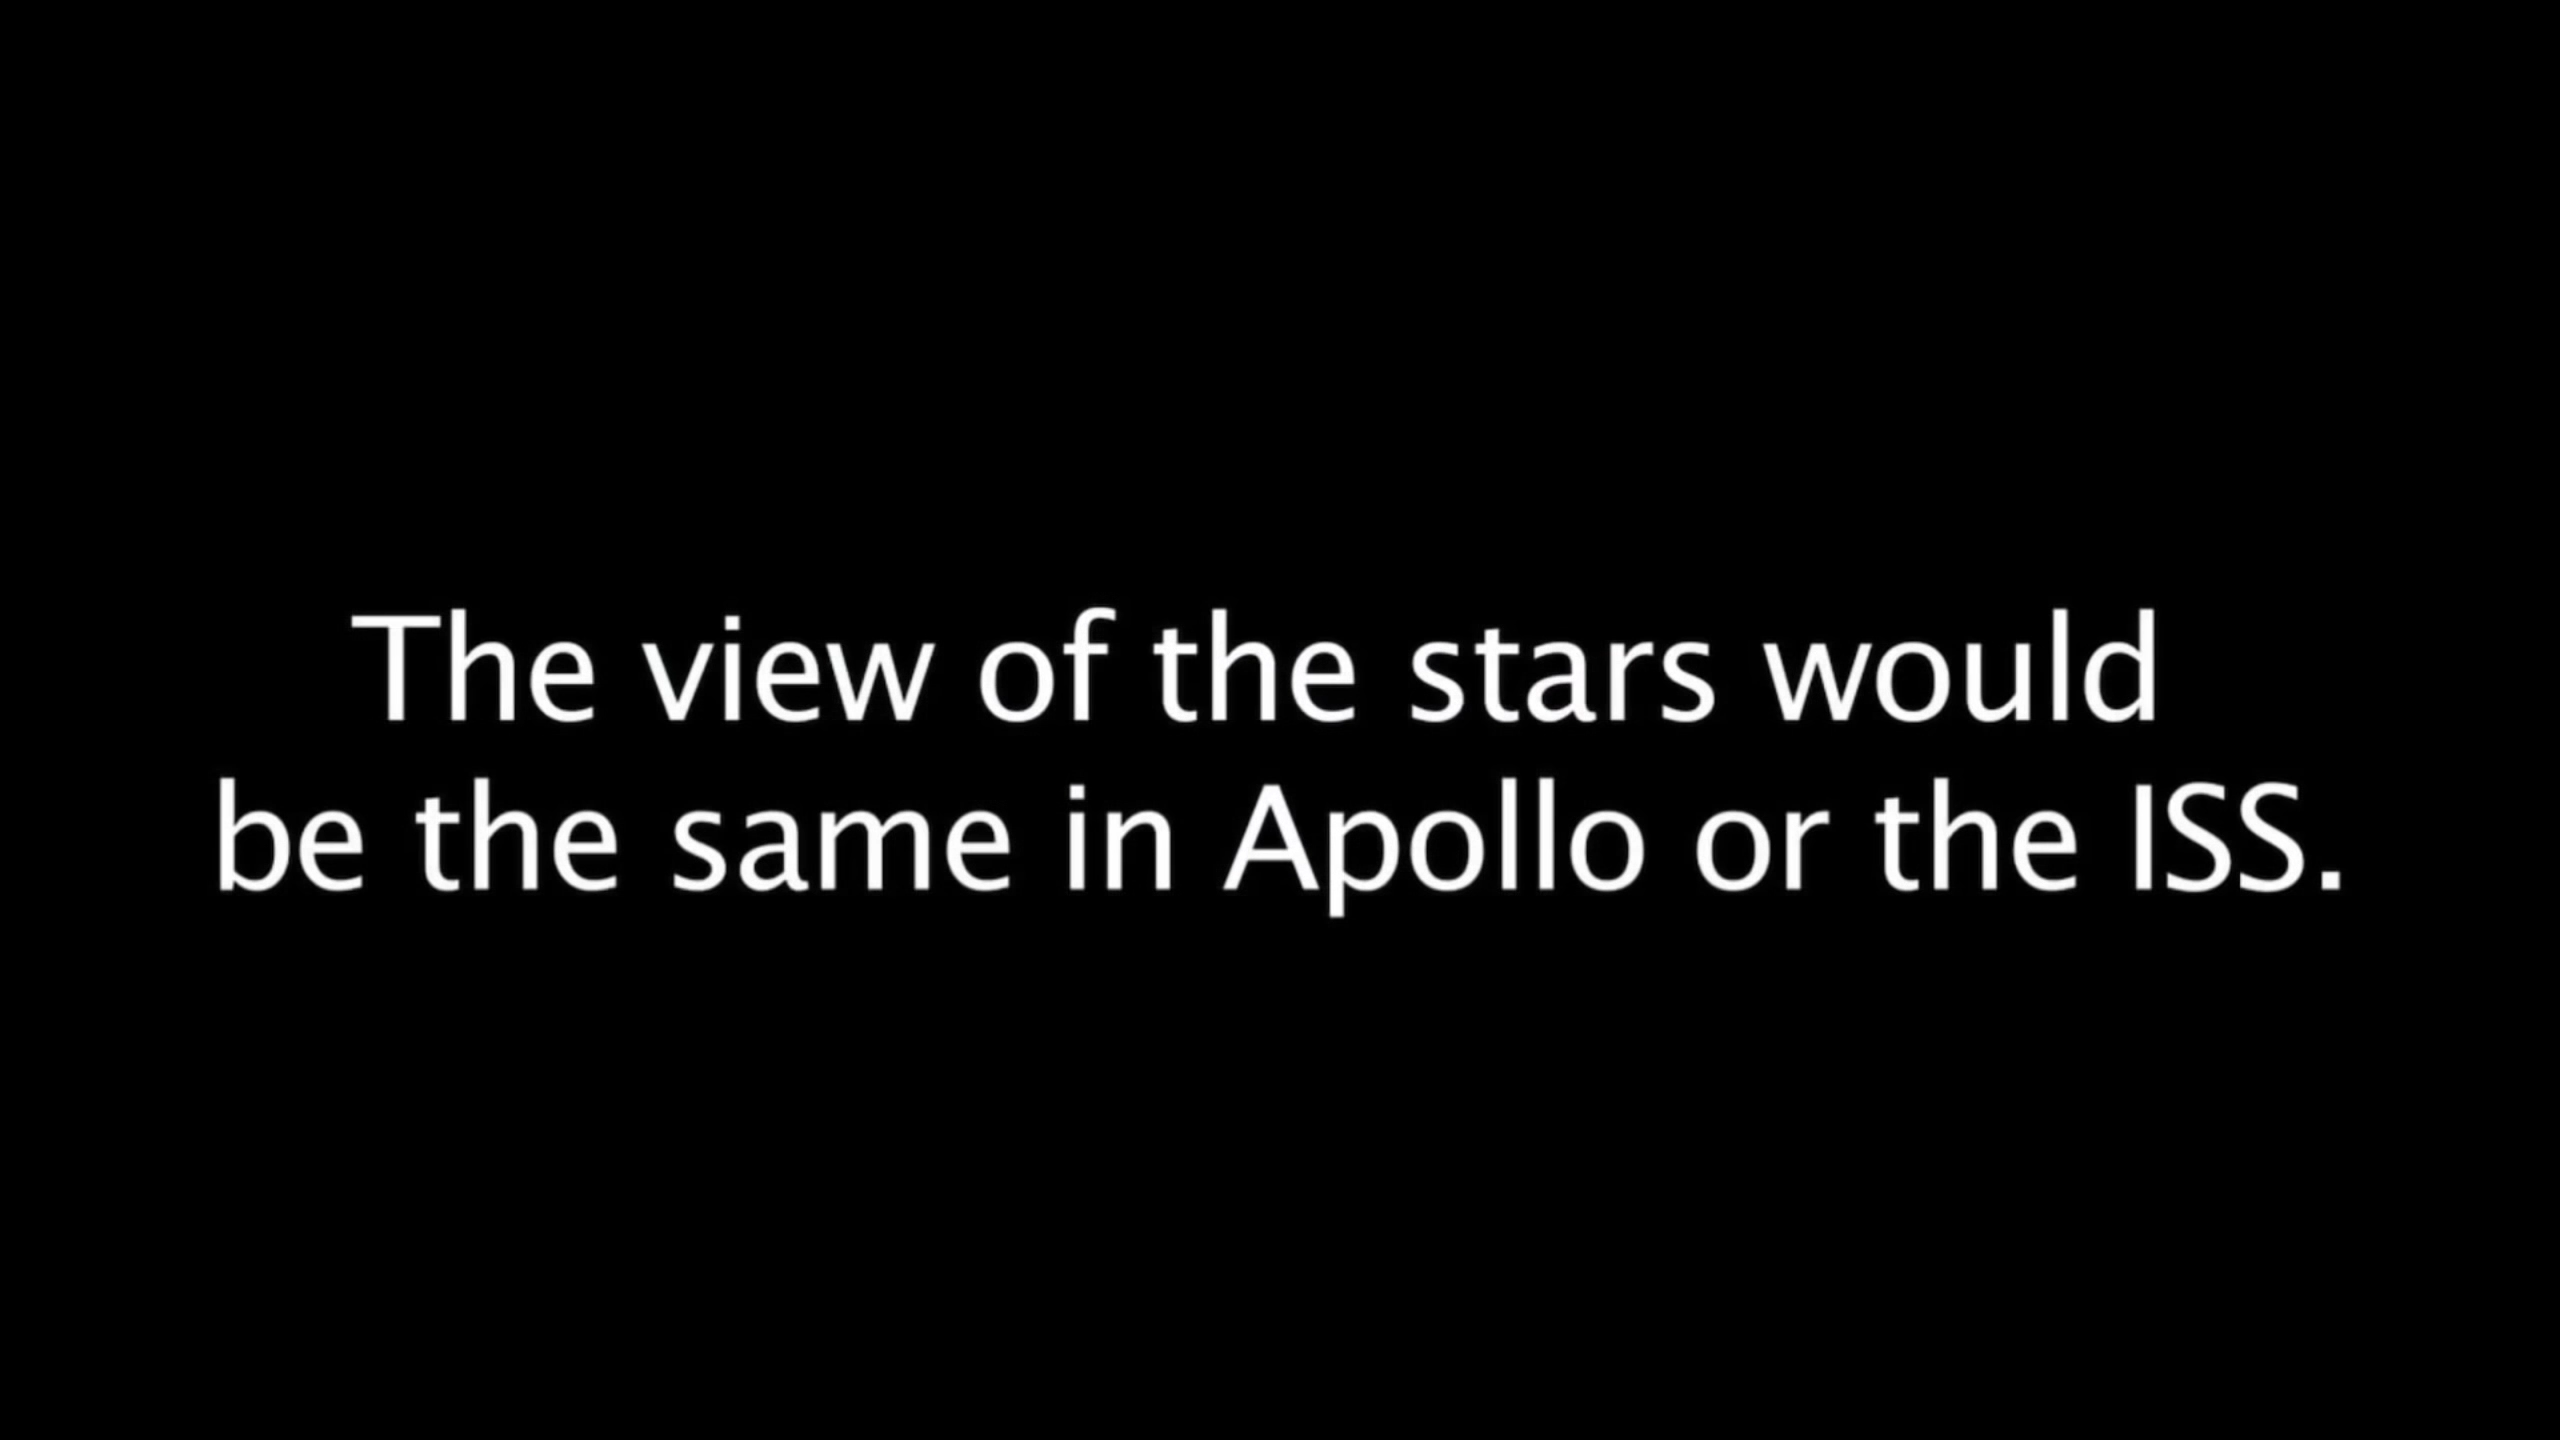 The view of the stars would
be the same in Apollo or the ISS.